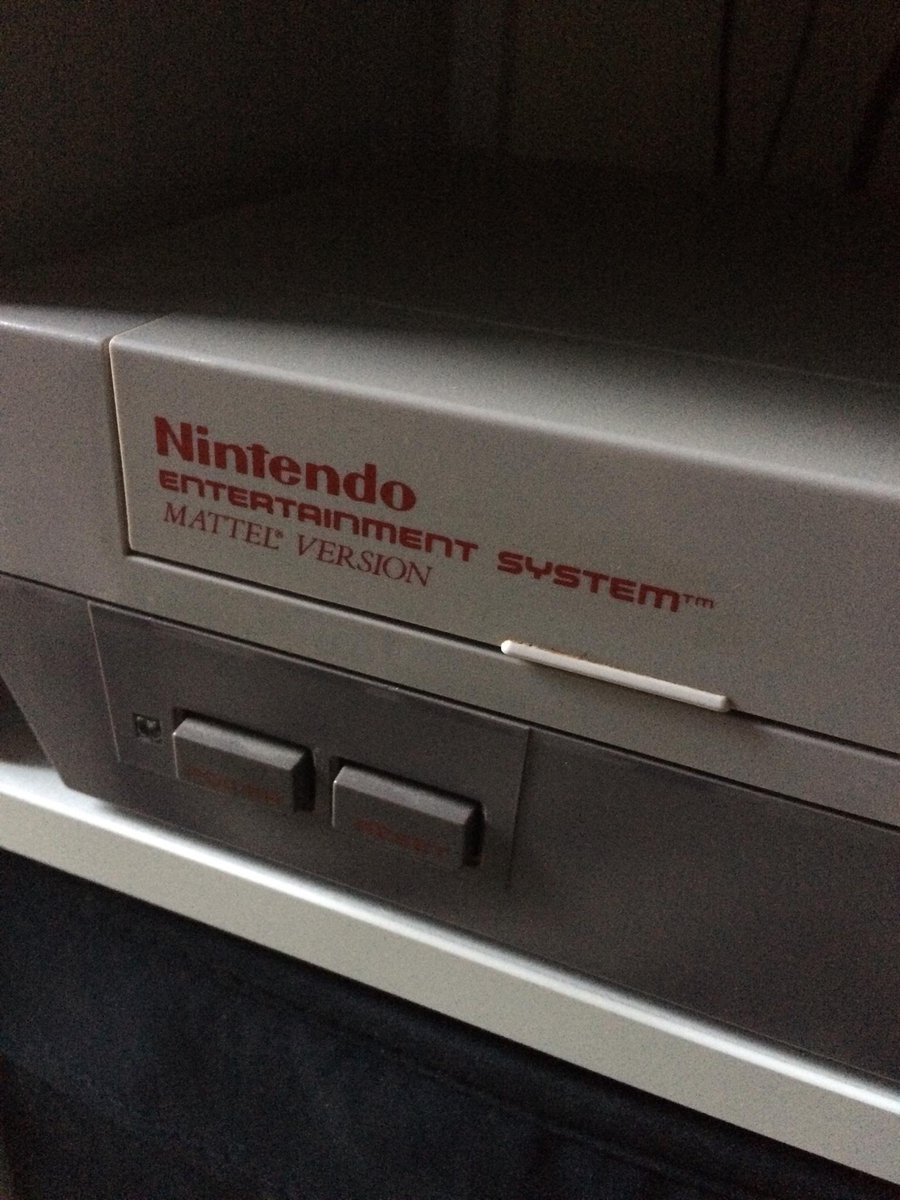 Nintendo
ENTERTAINMENT SYSTEM™
MATTEL® VERSION